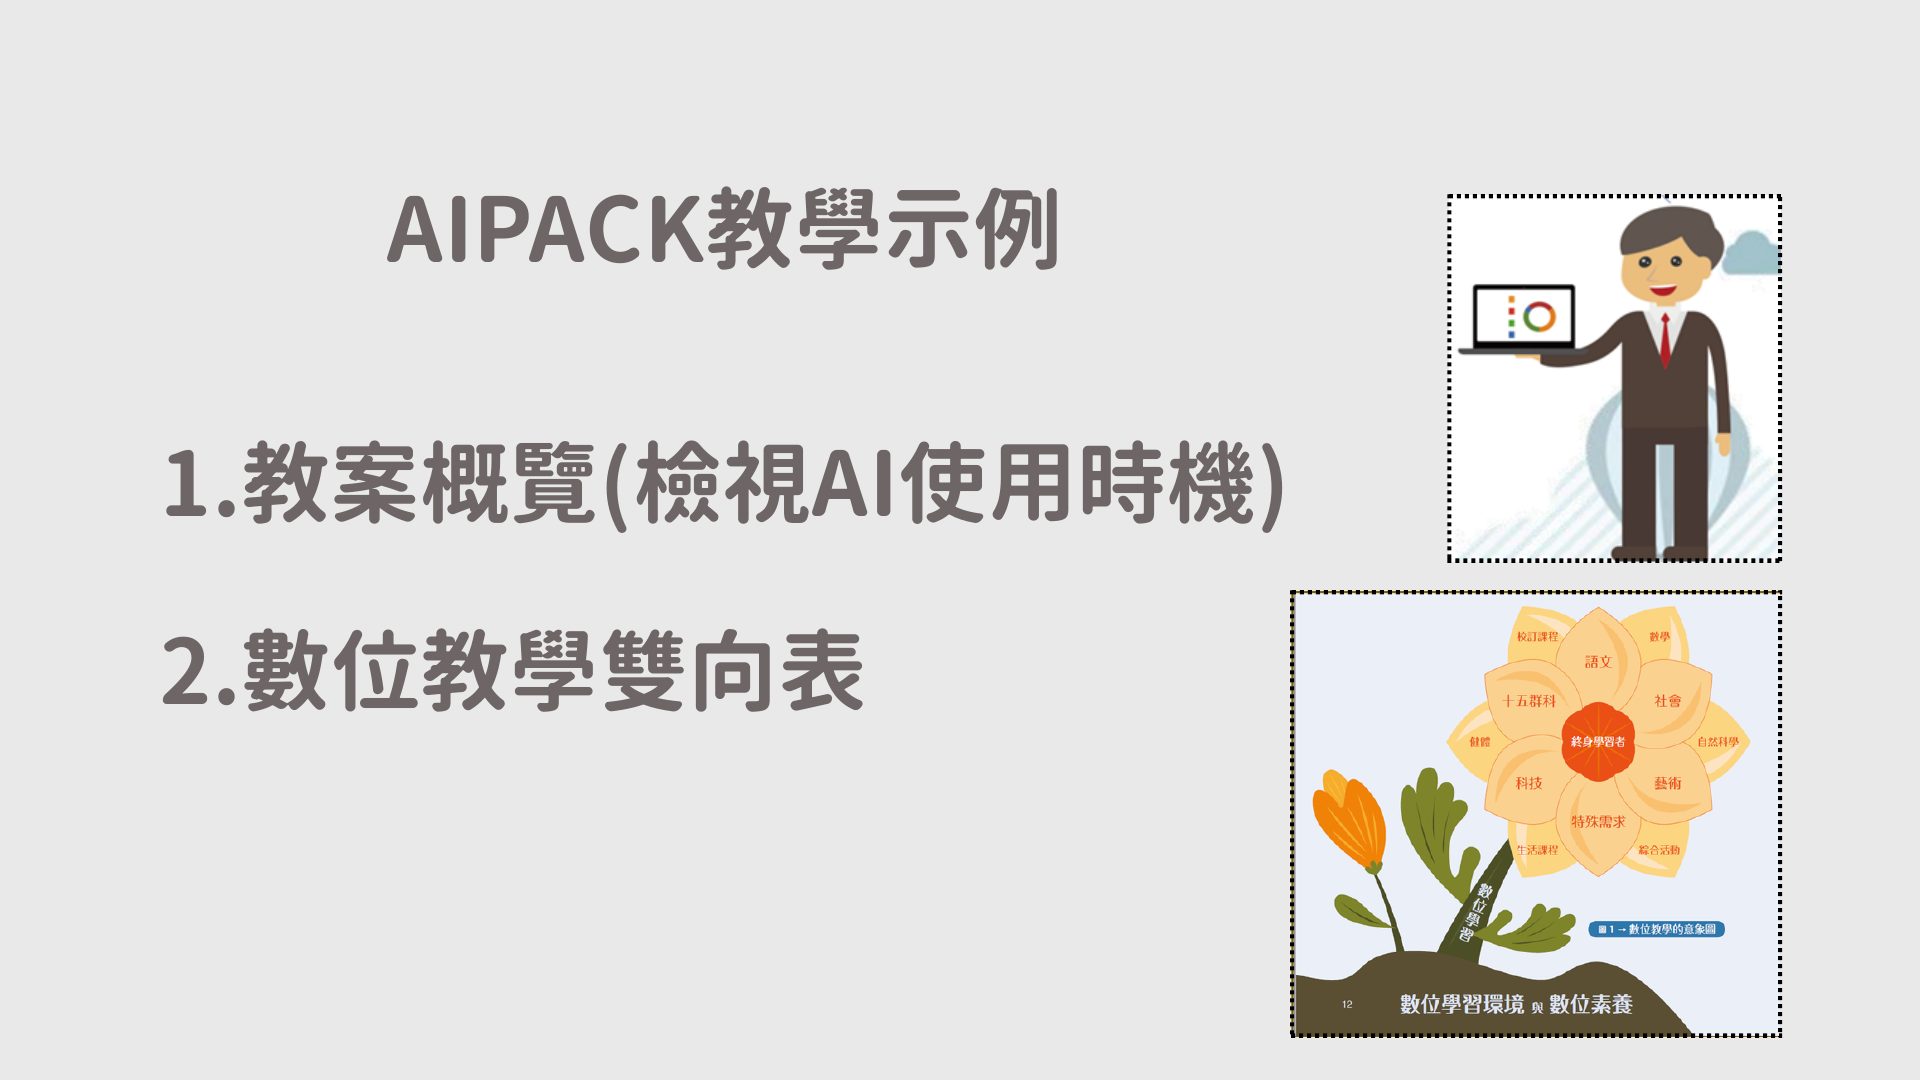 AIPACK教學示例
1.教案概覽(檢視AI使用時機)
2.數位教學雙向表
校訂課程
數學
語文
十五群科
社會
健體
終身學習者
自然科學
科技
藝術
特殊需求
生活課程
綜合活動
數位學習
圖1→數位教學的意象圖
12
數位學習環境 與 數位素養